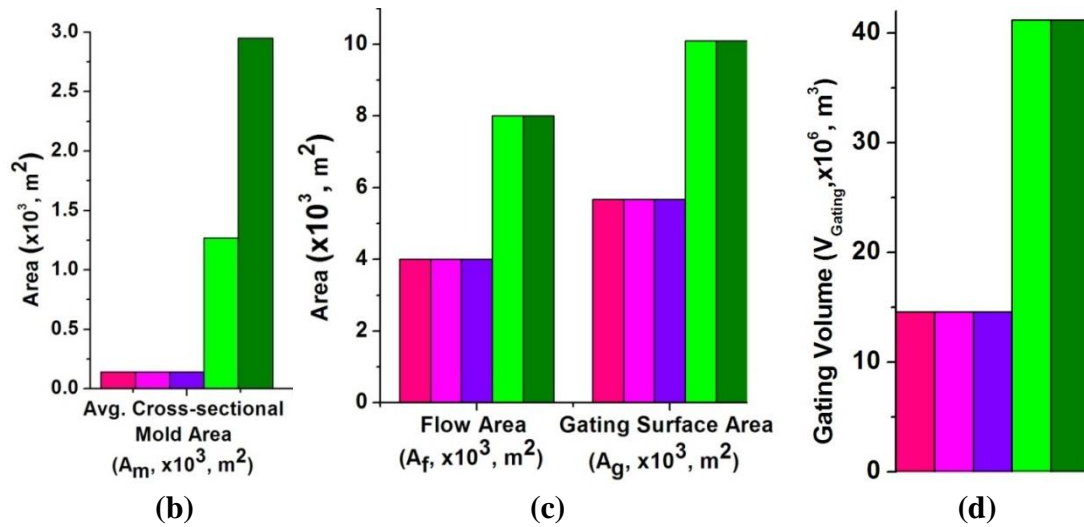 3.0
2.5
2.0
1.5
1.0
0.5
0.0
Area (x10³, m²)
Avg. Cross-sectional
Mold Area
(Aₘ, x10³, m²)
(b)
10
8
6
4
2
0
Area (x10³, m²)
Flow Area
(A_f, x10³, m²)
Gating Surface Area
(A_g, x10³, m²)
(c)
40
30
20
10
0
Gating Volume (V_Gating,x10⁶, m³)
(d)